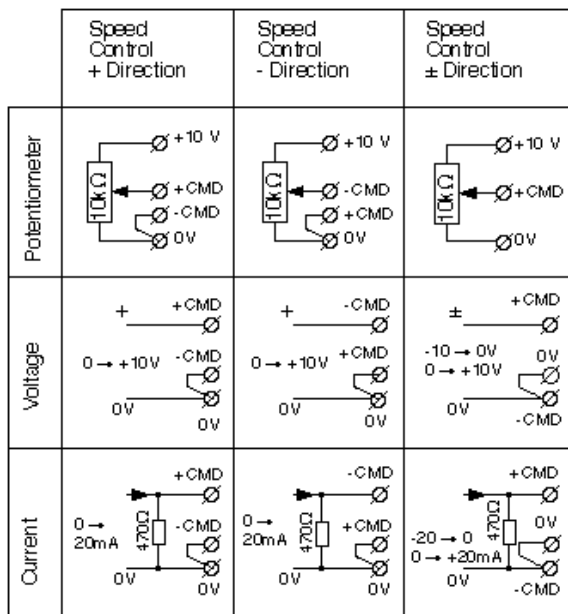 Speed
Control
+ Direction
Speed
Control
- Direction
Speed
Control
± Direction
Potentiometer
10kΩ
+10 V
+CMD
-CMD
0V
10kΩ
+10 V
-CMD
+CMD
0V
10kΩ
+10 V
+CMD
0V
Voltage
+
+CMD
0 → +10V
-CMD
0V
0V
+
-CMD
0 → +10V
+CMD
0V
0V
±
+CMD
-10 → 0V
0 → +10V
0V
0V
-CMD
Current
+CMD
0 →
20mA
470Ω
-CMD
0V
0V
-CMD
0 →
20mA
470Ω
+CMD
0V
0V
+CMD
470Ω
0V
-20 → 0
0 → +20mA
0V
-CMD